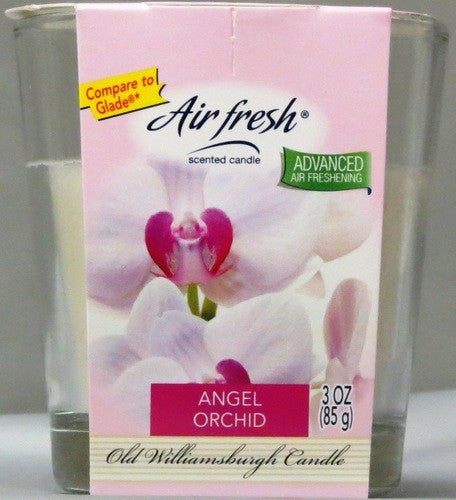 Compare to
Glade®*
Air fresh®
scented candle
ADVANCED
AIR FRESHENING
ANGEL
ORCHID
3 OZ
(85 g)
Old Williamsburgh Candle